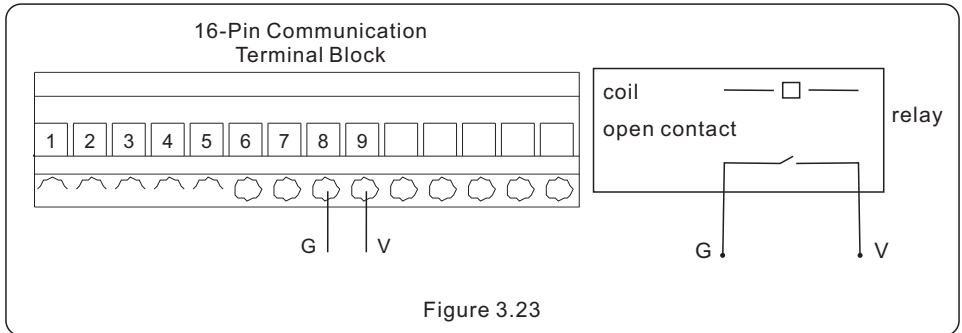 16-Pin Communication
Terminal Block
1 2 3 4 5 6 7 8 9
G V
coil
open contact
relay
G V
Figure 3.23